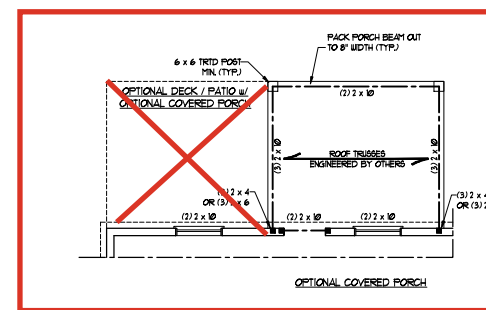 PACK PORCH BEAM OUT
TO 8" WIDTH (TYP.)
6 x 6 TRTD POST
MIN. (TYP.)
OPTIONAL DECK / PATIO w/
OPTIONAL COVERED PORCH
(2) 2 x 10
(3) 2 x 10
ROOF TRUSSES
ENGINEERED BY OTHERS
(3) 2 x 10
2 x 4
OR (3) 2 x 6
(3) 2 x 4
OR (3) 2
(2) 2 x 10
(2) 2 x 10
(2) 2 x 10
OPTIONAL COVERED PORCH